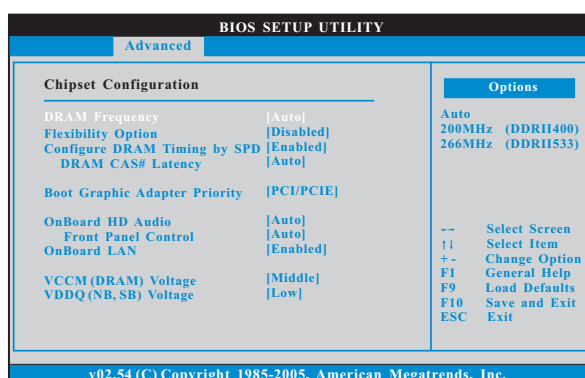 BIOS SETUP UTILITY
Advanced
Chipset Configuration
DRAM Frequency [Auto]
Flexibility Option [Disabled]
Configure DRAM Timing by SPD [Enabled]
DRAM CAS# Latency [Auto]
Boot Graphic Adapter Priority [PCI/PCIE]
OnBoard HD Audio [Auto]
Front Panel Control [Auto]
OnBoard LAN [Enabled]
VCCM (DRAM) Voltage [Middle]
VDDQ (NB, SB) Voltage [Low]
Options
Auto
200MHz (DDRII400)
266MHz (DDRII533)
←→ Select Screen
↑↓ Select Item
+ - Change Option
F1 General Help
F9 Load Defaults
F10 Save and Exit
ESC Exit
v02.54 (C) Copyright 1985-2005, American Megatrends, Inc.